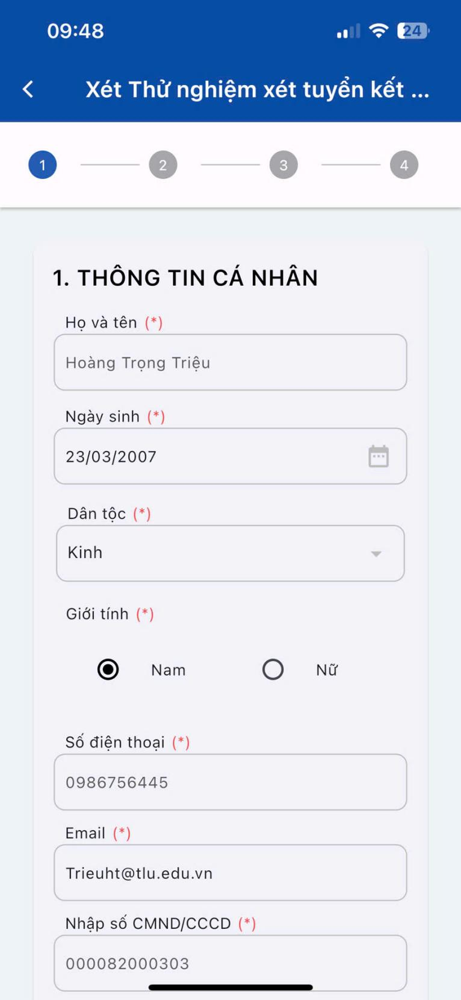 09:48
24
Xét Thử nghiệm xét tuyển kết ...
1
2
3
4
1. THÔNG TIN CÁ NHÂN
Họ và tên (*)
Hoàng Trọng Triệu
Ngày sinh (*)
23/03/2007
Dân tộc (*)
Kinh
Giới tính (*)
Nam
Nữ
Số điện thoại (*)
0986756445
Email (*)
Trieuht@tlu.edu.vn
Nhập số CMND/CCCD (*)
000082000303